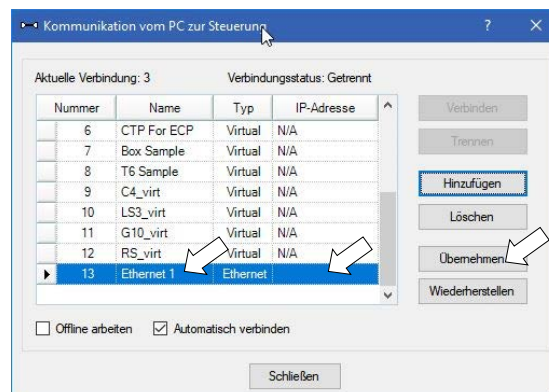 Kommunikation vom PC zur Steuerung ? X
Aktuelle Verbindung: 3 Verbindungsstatus: Getrennt
Nummer Name Typ IP-Adresse
6 CTP For ECP Virtual N/A
7 Box Sample Virtual N/A
8 T6 Sample Virtual N/A
9 C4_virt Virtual N/A
10 LS3_virt Virtual N/A
11 G10_virt Virtual N/A
12 RS_virt Virtual N/A
13 Ethernet 1 Ethernet
Verbinden
Trennen
Hinzufügen
Löschen
Übernehmen
Wiederherstellen
Offline arbeiten Automatisch verbinden
Schließen